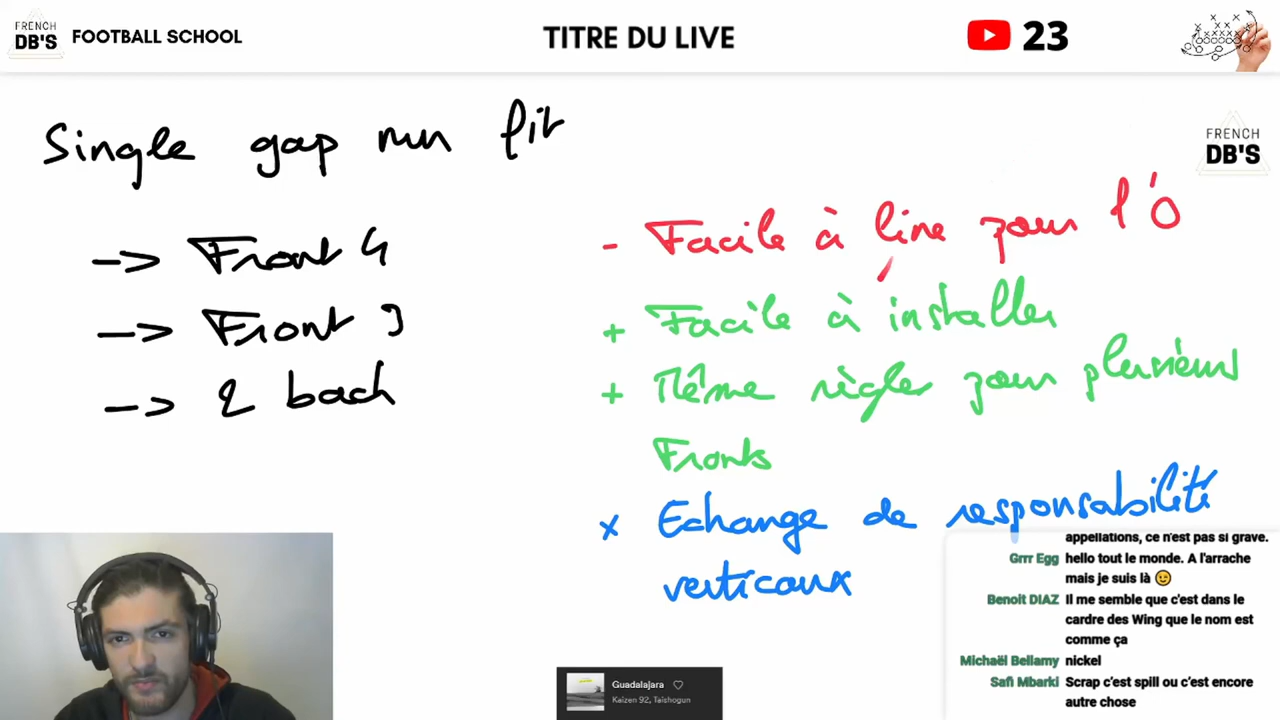 FRENCH
DB'S
FOOTBALL SCHOOL
TITRE DU LIVE
23
Single gap run fit
FRENCH
DB'S
-> Front 4
-> Front 3
-> 2 back
- Facile à line pour l'O
+ Facile à installer
+ Même règles pour plusieurs
Fronts
x Echange de responsabilité
verticaux
appellations, ce n'est pas si grave.
Grrr Egg hello tout le monde. A l'arrache
mais je suis là 😉
Benoit DIAZ Il me semble que c'est dans le
cardre des Wing que le nom est
comme ça
Michaël Bellamy nickel
Safi Mbarki Scrap c'est spill ou c'est encore
autre chose
Guadalajara
Kaizen 92, Taishogun